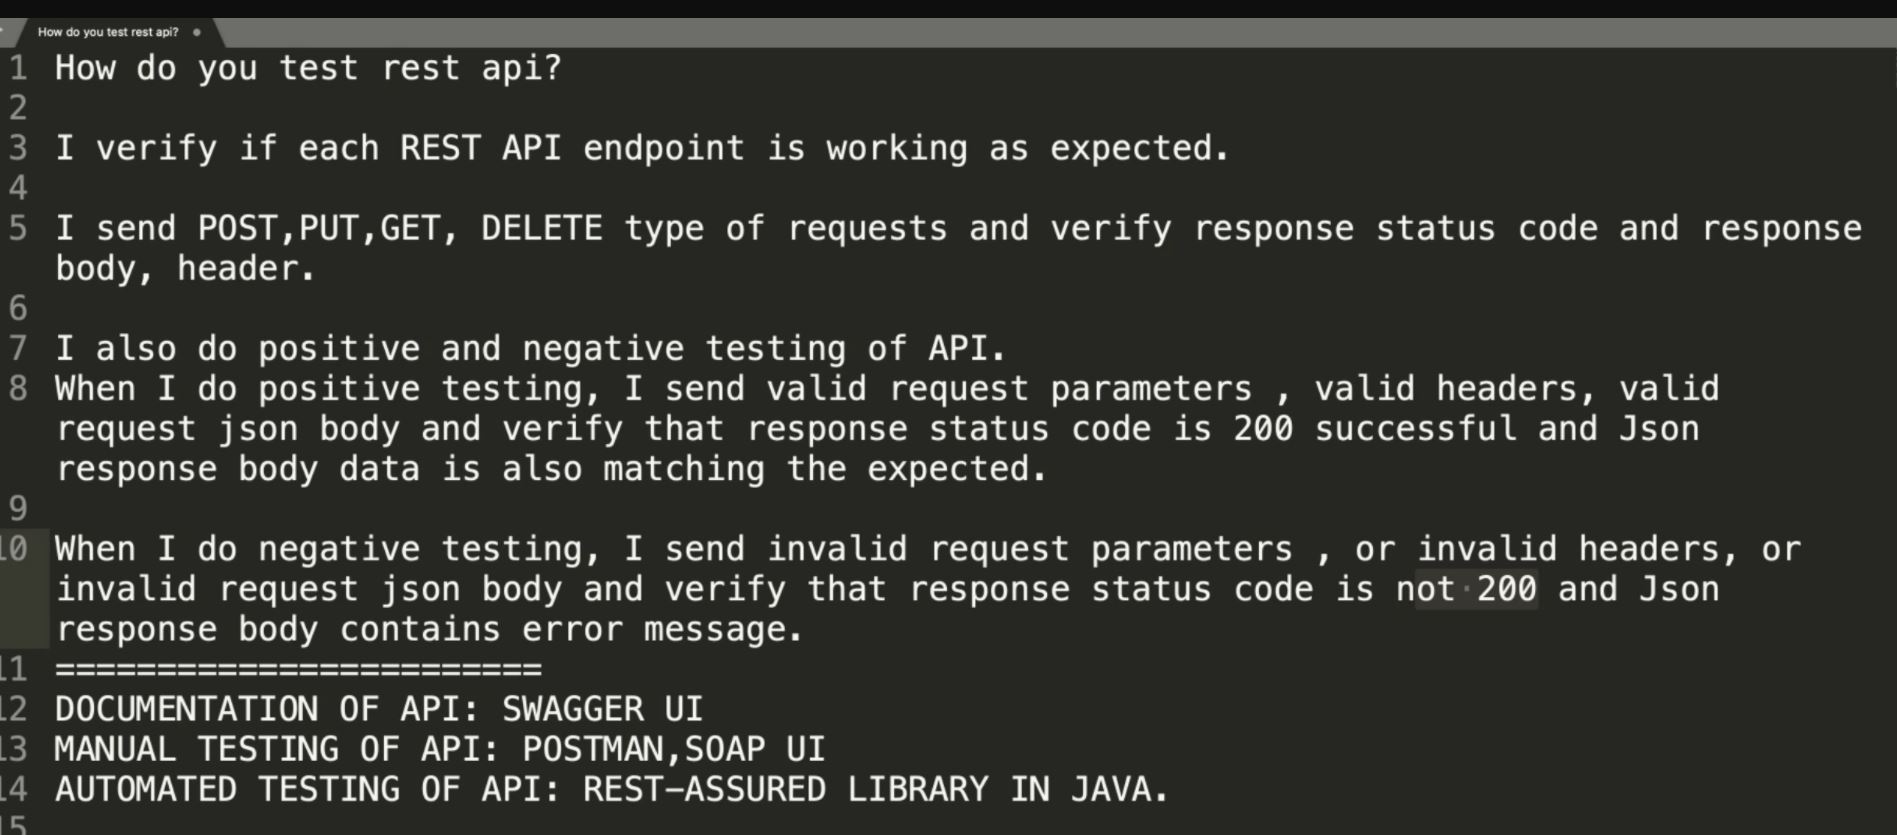 How do you test rest api?
1 How do you test rest api?
2
3 I verify if each REST API endpoint is working as expected.
4
5 I send POST,PUT,GET, DELETE type of requests and verify response status code and response
body, header.
6
7 I also do positive and negative testing of API.
8 When I do positive testing, I send valid request parameters , valid headers, valid
request json body and verify that response status code is 200 successful and Json
response body data is also matching the expected.
9
10 When I do negative testing, I send invalid request parameters , or invalid headers, or
invalid request json body and verify that response status code is not 200 and Json
response body contains error message.
11 ========================
12 DOCUMENTATION OF API: SWAGGER UI
13 MANUAL TESTING OF API: POSTMAN,SOAP UI
14 AUTOMATED TESTING OF API: REST-ASSURED LIBRARY IN JAVA.
15